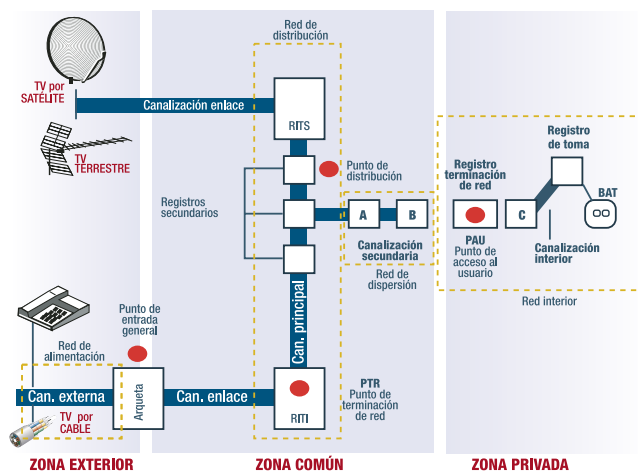 Red de
distribución
TV por
SATÉLITE
Canalización enlace
RITS
TV
TERRESTRE
Punto de
distribución
Registros
secundarios
A
B
Canalización
secundaria
Red de
dispersión
Registro
de toma
Registro
terminación
de red
BAT
C
PAU
Punto de
acceso al
usuario
Canalización
interior
Red interior
Can. principal
Punto de
entrada
general
Red de
alimentación
Can. externa
TV por
CABLE
Arqueta
Can. enlace
RITI
PTR
Punto de
terminación
de red
ZONA EXTERIOR
ZONA COMÚN
ZONA PRIVADA